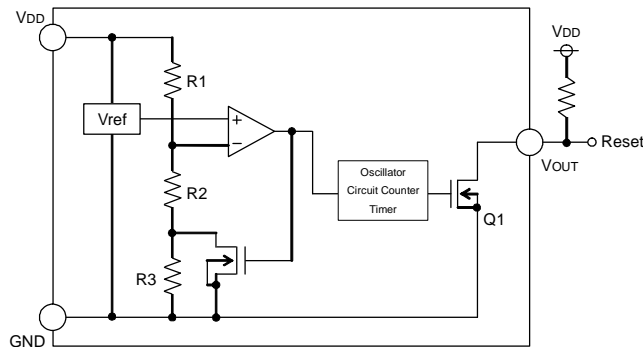 VDD
VDD
R1
Vref
+
−
Reset
VOUT
Oscillator
Circuit Counter
Timer
R2
Q1
R3
GND